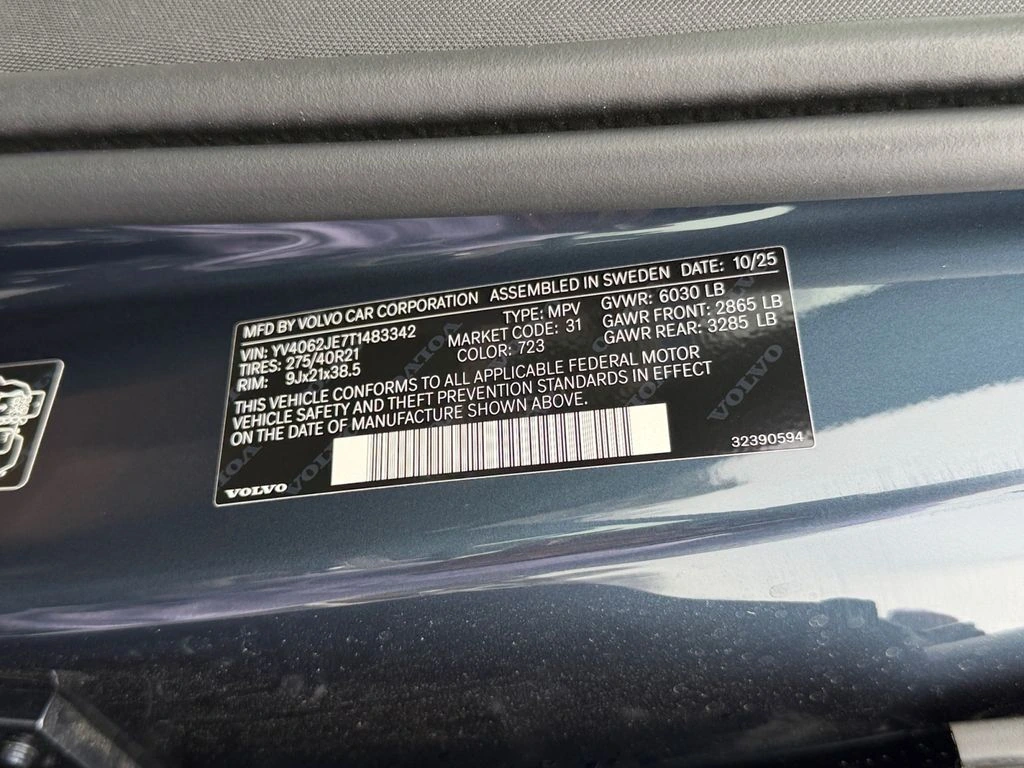 MFD BY VOLVO CAR CORPORATION ASSEMBLED IN SWEDEN DATE: 10/25
VIN: YV4062JE7T1483342 TYPE: MPV GVWR: 6030 LB
TIRES: 275/40R21 MARKET CODE: 31 GAWR FRONT: 2865 LB
RIM: 9Jx21x38.5 COLOR: 723 GAWR REAR: 3285 LB
THIS VEHICLE CONFORMS TO ALL APPLICABLE FEDERAL MOTOR
VEHICLE SAFETY AND THEFT PREVENTION STANDARDS IN EFFECT
ON THE DATE OF MANUFACTURE SHOWN ABOVE.
32390594
VOLVO